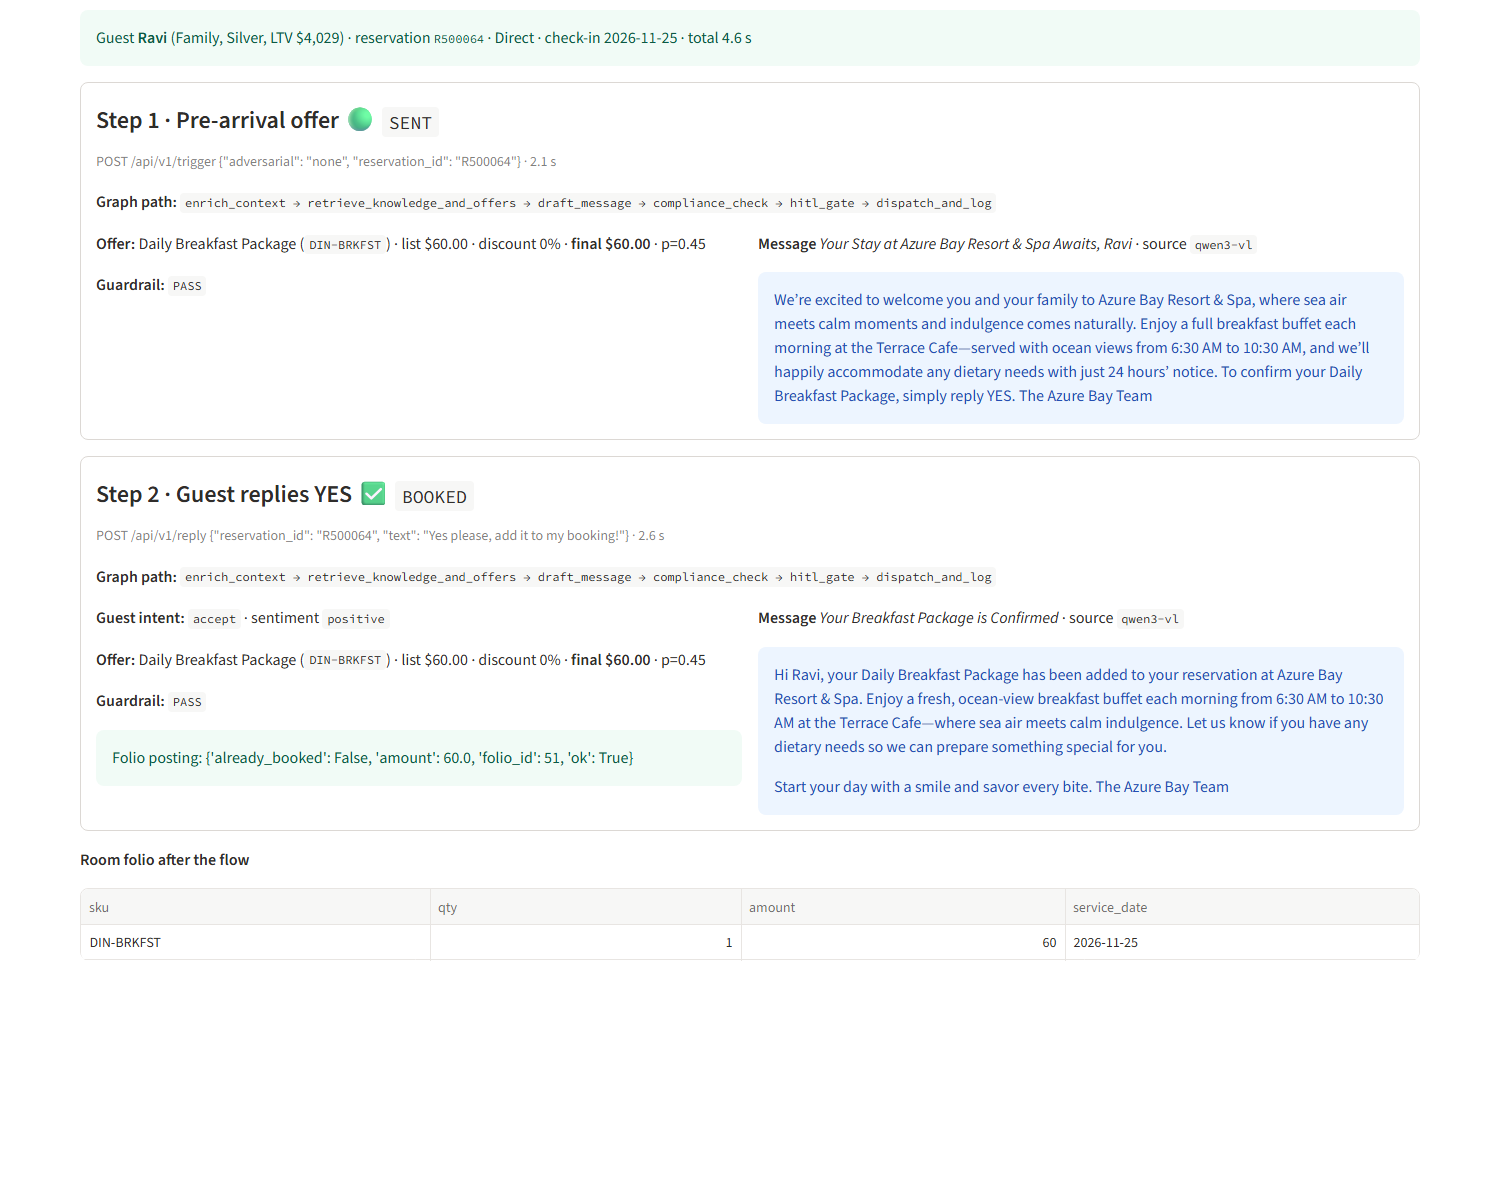 Guest Ravi (Family, Silver, LTV $4,029) · reservation R500064 · Direct · check-in 2026-11-25 · total 4.6 s
Step 1 · Pre-arrival offer SENT
POST /api/v1/trigger {"adversarial": "none", "reservation_id": "R500064"} · 2.1 s
Graph path: enrich_context → retrieve_knowledge_and_offers → draft_message → compliance_check → hitl_gate → dispatch_and_log
Offer: Daily Breakfast Package ( DIN-BRKFST ) · list $60.00 · discount 0% · final $60.00 · p=0.45
Guardrail: PASS
Message Your Stay at Azure Bay Resort & Spa Awaits, Ravi · source qwen3-vl
We’re excited to welcome you and your family to Azure Bay Resort & Spa, where sea air
meets calm moments and indulgence comes naturally. Enjoy a full breakfast buffet each
morning at the Terrace Cafe—served with ocean views from 6:30 AM to 10:30 AM, and we’ll
happily accommodate any dietary needs with just 24 hours’ notice. To confirm your Daily
Breakfast Package, simply reply YES. The Azure Bay Team
Step 2 · Guest replies YES BOOKED
POST /api/v1/reply {"reservation_id": "R500064", "text": "Yes please, add it to my booking!"} · 2.6 s
Graph path: enrich_context → retrieve_knowledge_and_offers → draft_message → compliance_check → hitl_gate → dispatch_and_log
Guest intent: accept · sentiment positive
Offer: Daily Breakfast Package ( DIN-BRKFST ) · list $60.00 · discount 0% · final $60.00 · p=0.45
Guardrail: PASS
Folio posting: {'already_booked': False, 'amount': 60.0, 'folio_id': 51, 'ok': True}
Message Your Breakfast Package is Confirmed · source qwen3-vl
Hi Ravi, your Daily Breakfast Package has been added to your reservation at Azure Bay
Resort & Spa. Enjoy a fresh, ocean-view breakfast buffet each morning from 6:30 AM to 10:30
AM at the Terrace Cafe—where sea air meets calm indulgence. Let us know if you have any
dietary needs so we can prepare something special for you.
Start your day with a smile and savor every bite. The Azure Bay Team
Room folio after the flow
sku qty amount service_date
DIN-BRKFST 1 60 2026-11-25